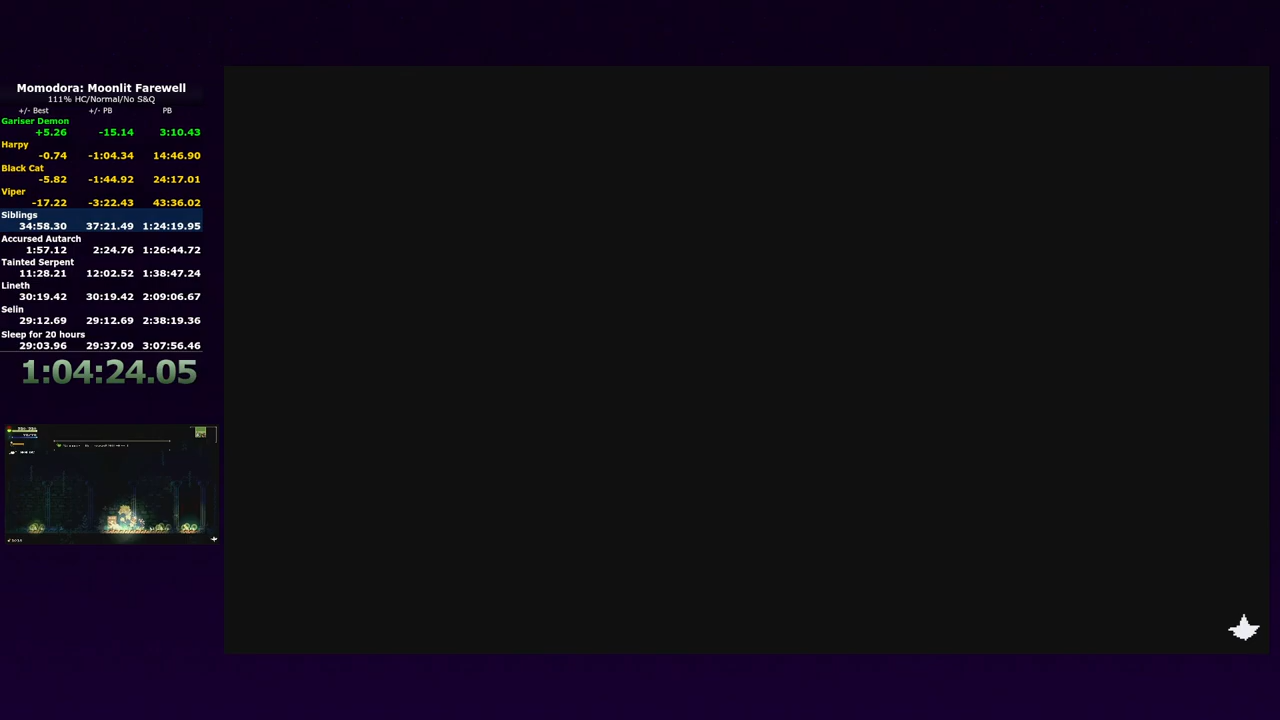 Momodora: Moonlit Farewell
111% HC/Normal/No S&Q
+/- Best +/- PB PB
Gariser Demon
+5.26 -15.14 3:10.43
Harpy
-0.74 -1:04.34 14:46.90
Black Cat
-5.82 -1:44.92 24:17.01
Viper
-17.22 -3:22.43 43:36.02
Siblings
34:58.30 37:21.49 1:24:19.95
Accursed Autarch
1:57.12 2:24.76 1:26:44.72
Tainted Serpent
11:28.21 12:02.52 1:38:47.24
Lineth
30:19.42 30:19.42 2:09:06.67
Selin
29:12.69 29:12.69 2:38:19.36
Sleep for 20 hours
29:03.96 29:37.09 3:07:56.46
1:04:24.05